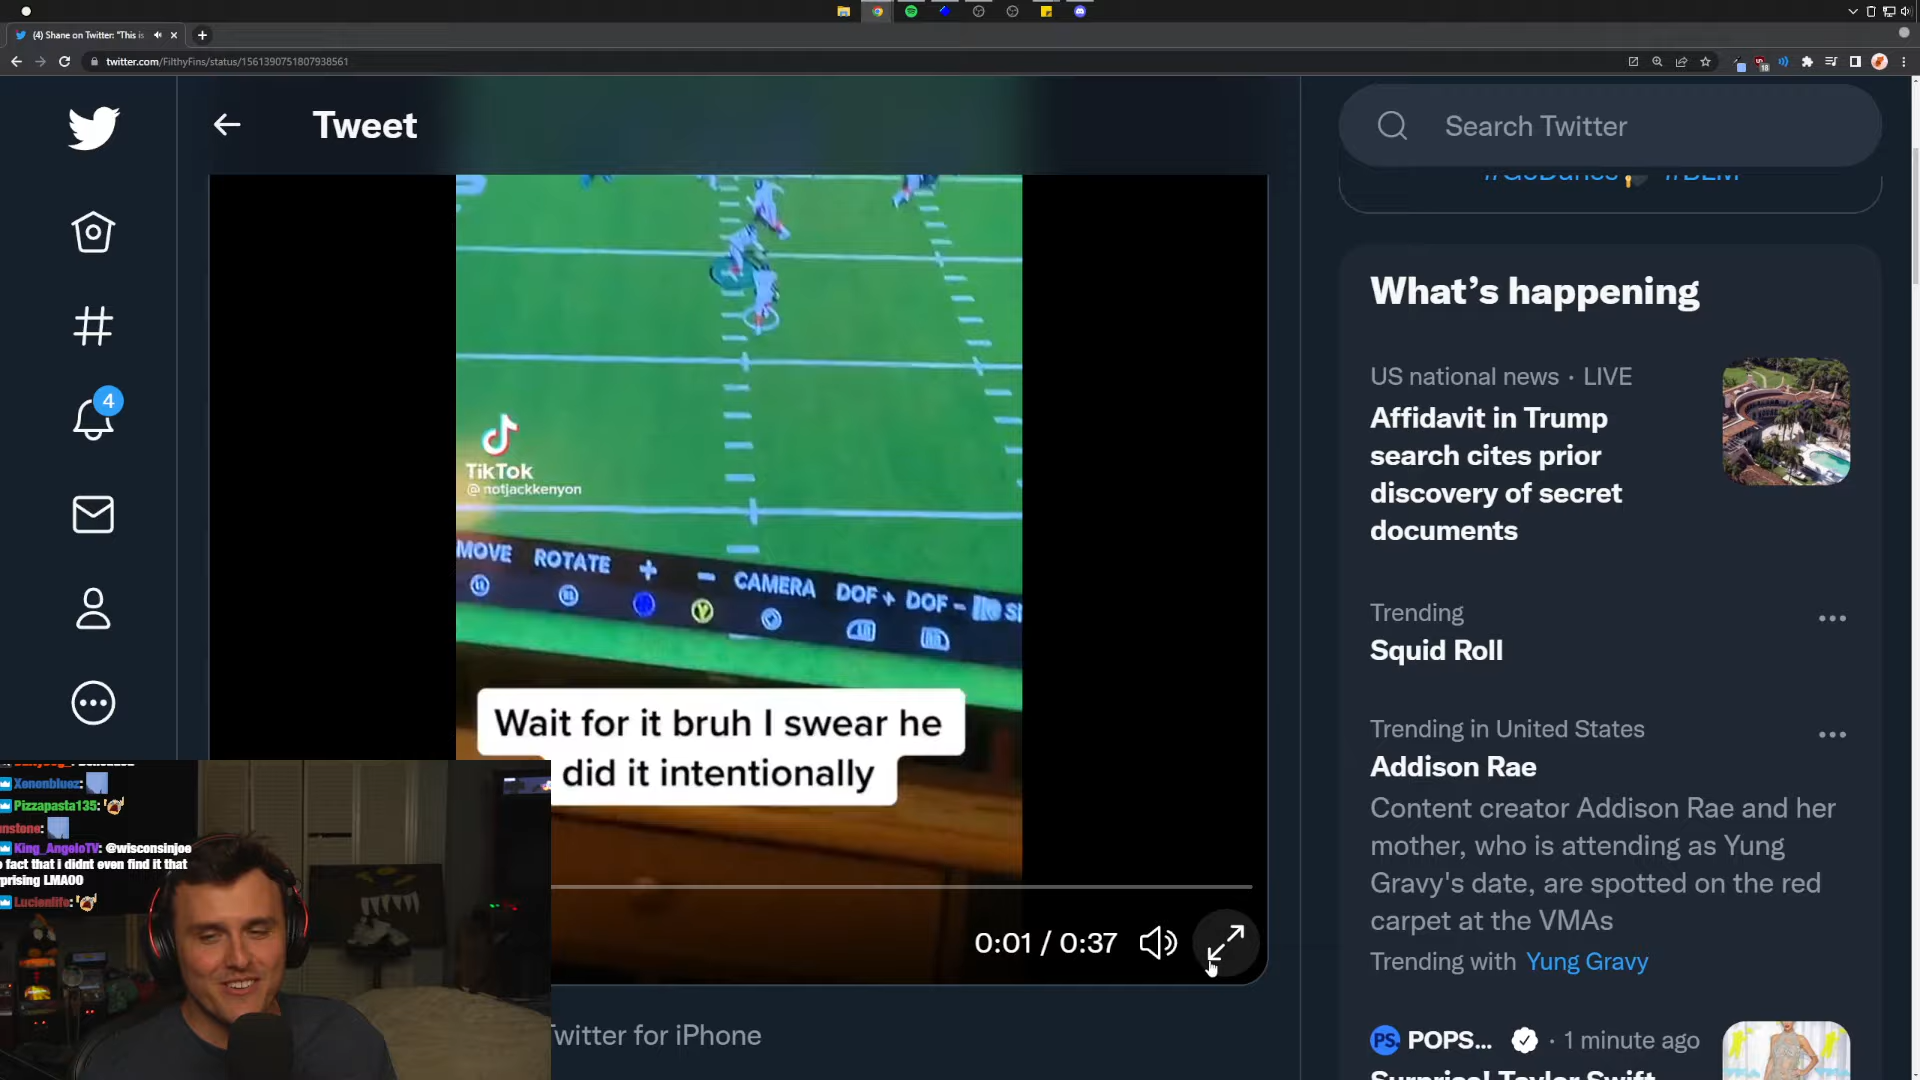 (4) Shane on Twitter: "This is
twitter.com/FilthyFins/status/1561390751807938561
Tweet
Search Twitter
What's happening
US national news · LIVE
Affidavit in Trump
search cites prior
discovery of secret
documents
Trending
Squid Roll
Trending in United States
Addison Rae
Content creator Addison Rae and her
mother, who is attending as Yung
Gravy's date, are spotted on the red
carpet at the VMAs
Trending with Yung Gravy
PS. POPS... · 1 minute ago
Surprise! Taylor Swift
4
TikTok
@notjackkenyon
MOVE ROTATE + - CAMERA DOF + DOF -
Y
Wait for it bruh I swear he
did it intentionally
0:01 / 0:37
Twitter for iPhone
Xenonbluez:
Pizzapasta135:
nstone:
King_AngeloTV: @wisconsinjoe
fact that i didnt even find it that
prising LMAOO
Lucienlife: